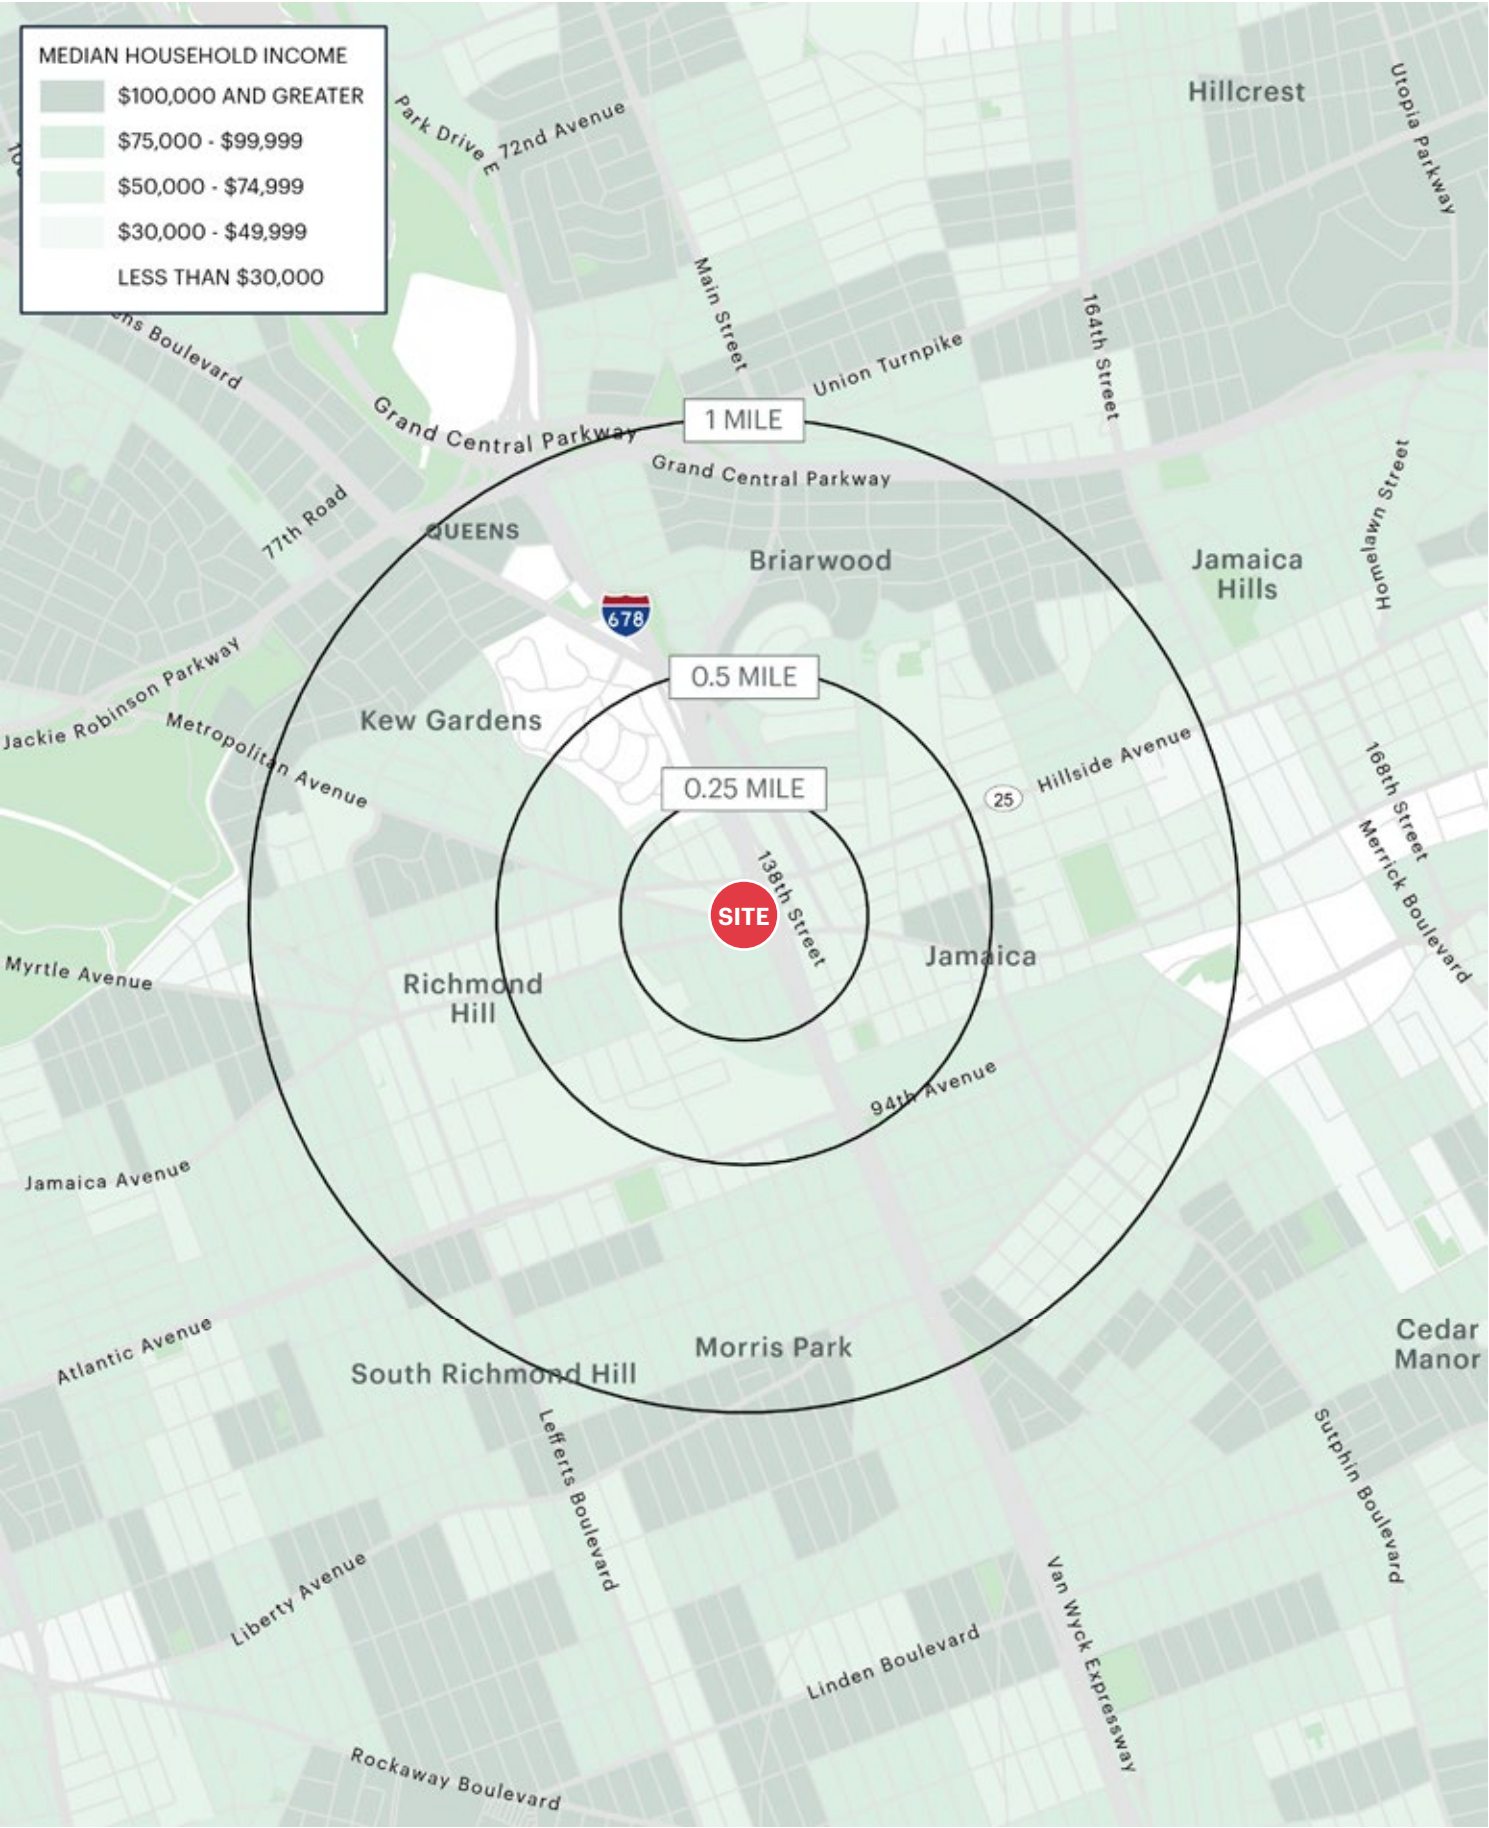 MEDIAN HOUSEHOLD INCOME
$100,000 AND GREATER
$75,000 - $99,999
$50,000 - $74,999
$30,000 - $49,999
LESS THAN $30,000
Park Drive E
72nd Avenue
Hillcrest
Utopia Parkway
Main Street
164th Street
Union Turnpike
Boulevard
Grand Central Parkway
1 MILE
Grand Central Parkway
77th Road
QUEENS
Briarwood
Jamaica
Hills
Homelawn Street
678
Jackie Robinson Parkway
0.5 MILE
Kew Gardens
Metropolitan Avenue
Hillside Avenue
0.25 MILE
25
168th Street
Merrick Boulevard
138th Street
SITE
Jamaica
Myrtle Avenue
Richmond
Hill
94th Avenue
Jamaica Avenue
Atlantic Avenue
Morris Park
South Richmond Hill
Cedar
Manor
Lefferts Boulevard
Sutphin Boulevard
Liberty Avenue
Van Wyck Expressway
Linden Boulevard
Rockaway Boulevard